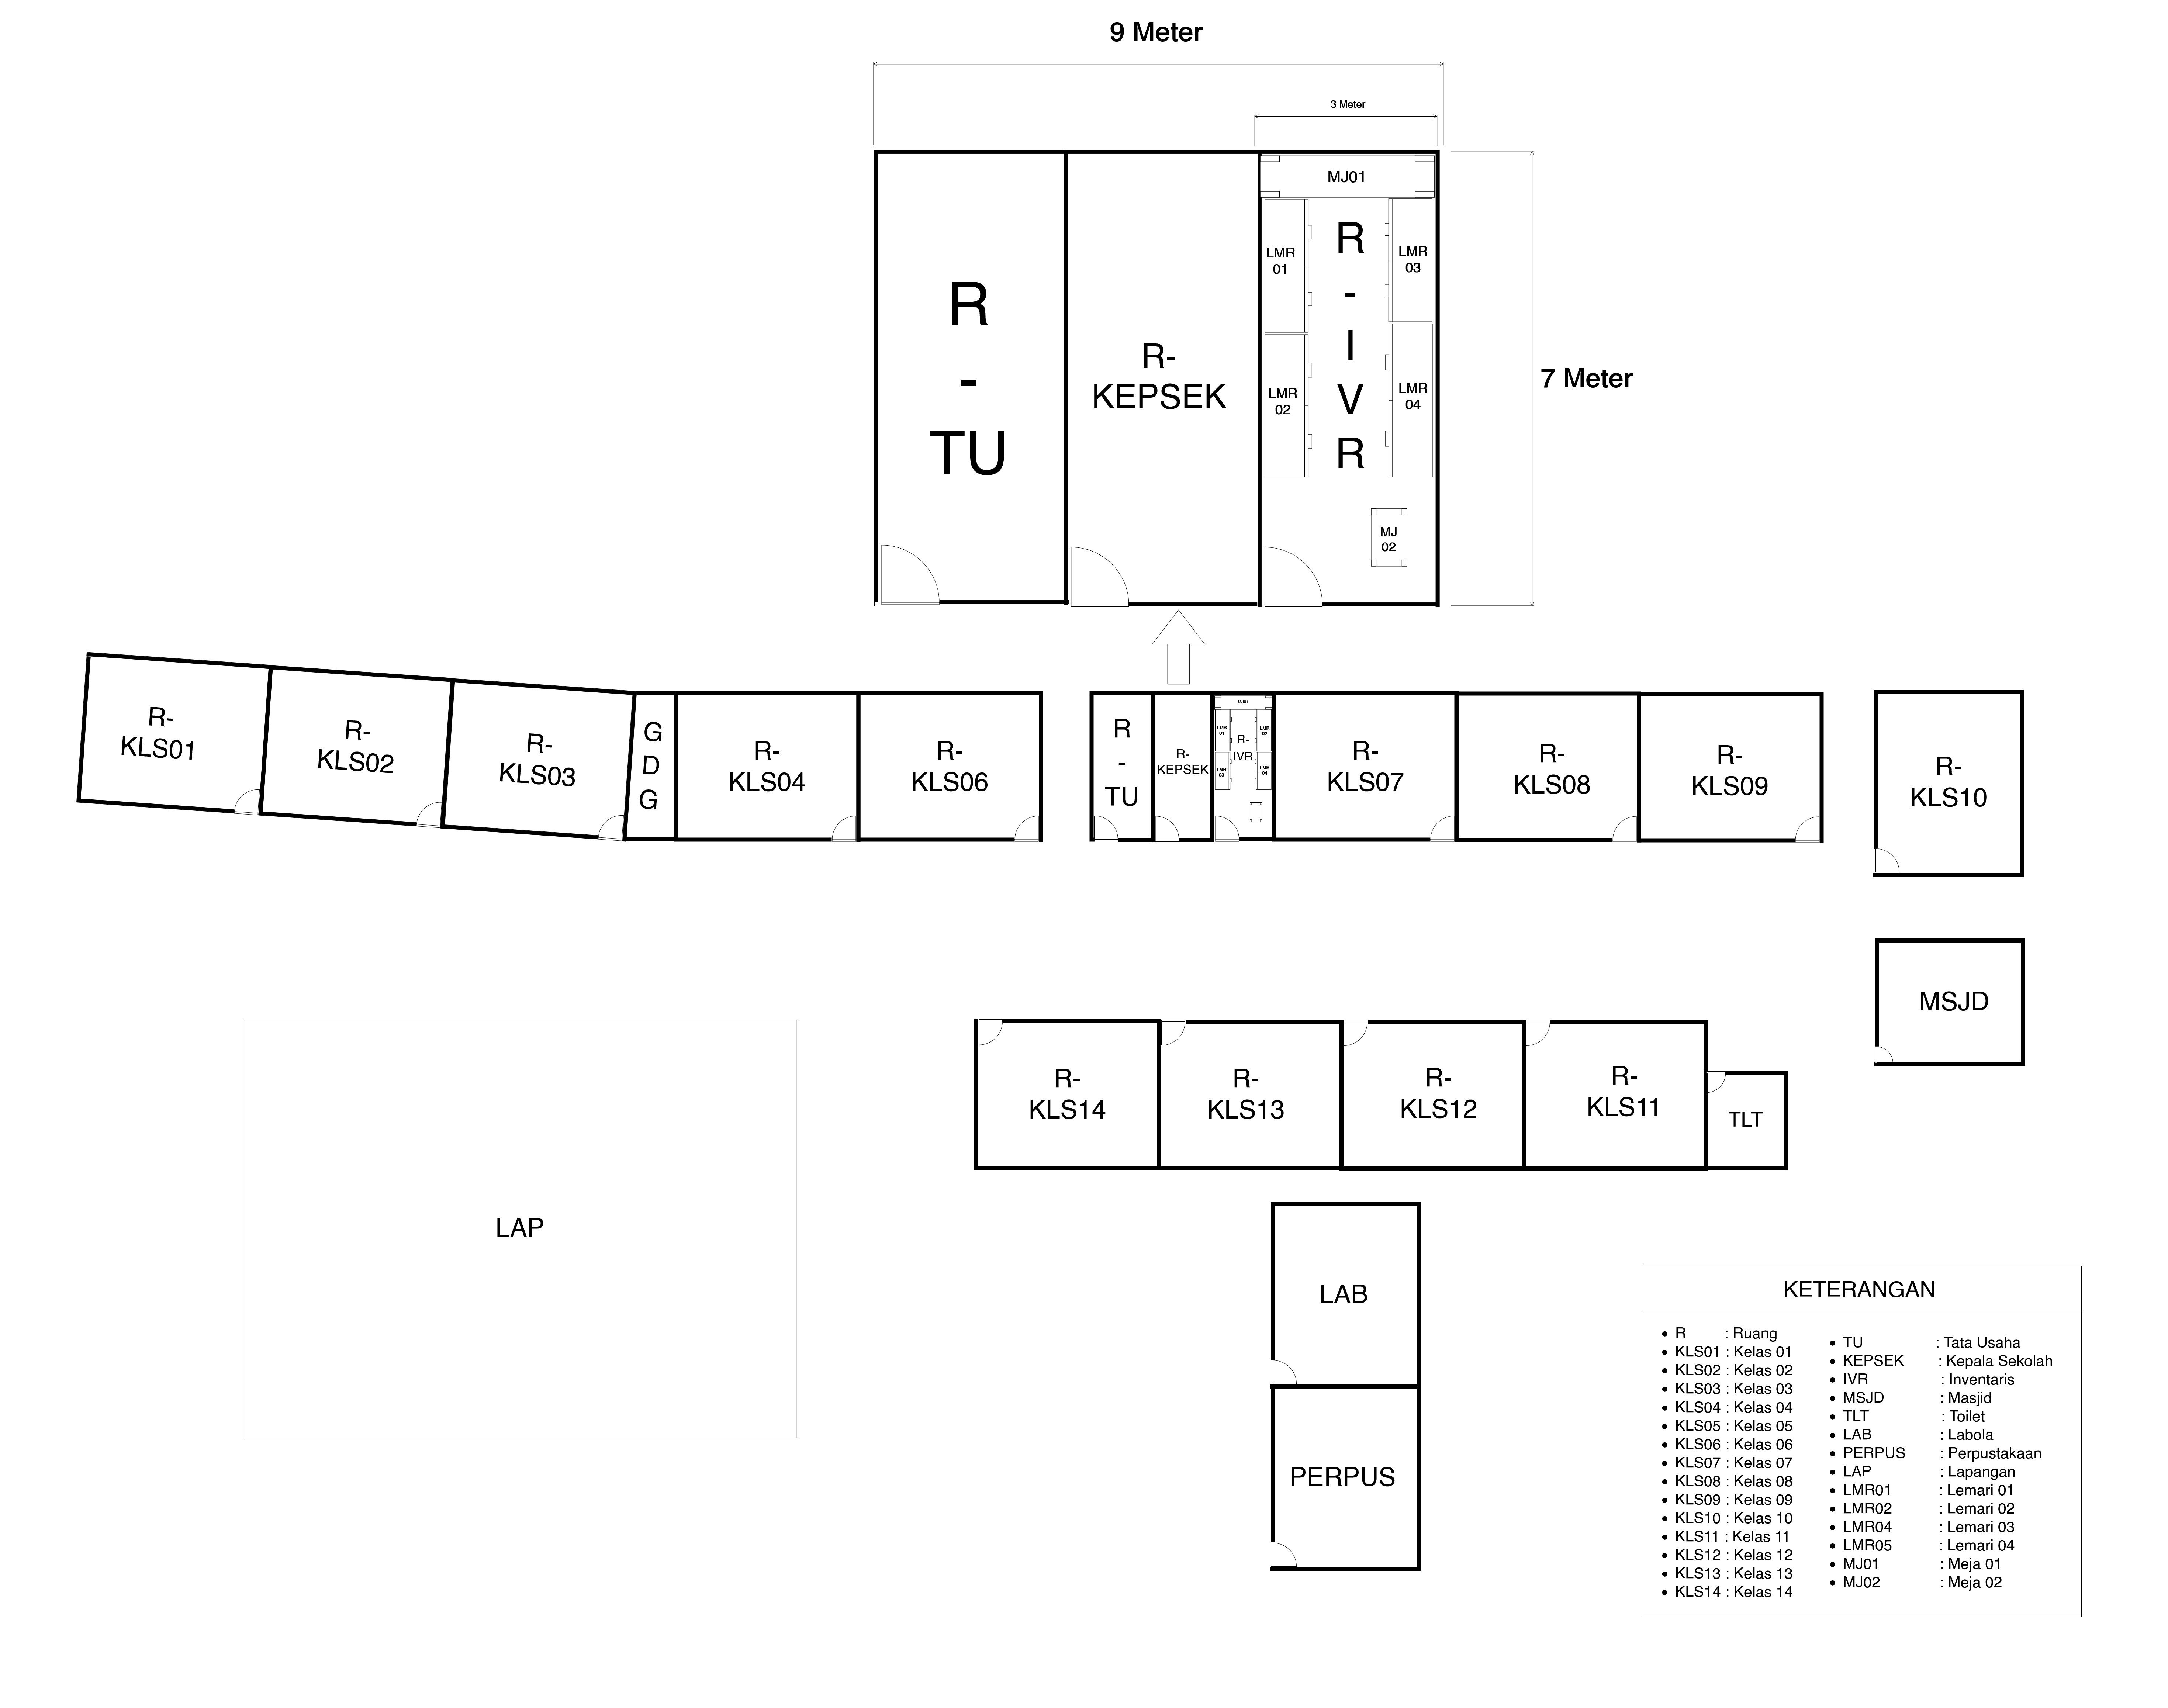 9 Meter
3 Meter
MJ01
R
-
TU
R-
KEPSEK
LMR
01
LMR
02
R
-
I
V
R
LMR
03
LMR
04
MJ
02
7 Meter
R-
KLS01
R-
KLS02
R-
KLS03
G
D
G
R-
KLS04
R-
KLS06
R
-
TU
R-
KEPSEK
MJ01
LMR
01
LMR
03
R-
IVR
LMR
02
LMR
04
R-
KLS07
R-
KLS08
R-
KLS09
R-
KLS10
MSJD
R-
KLS14
R-
KLS13
R-
KLS12
R-
KLS11
TLT
LAP
LAB
PERPUS
KETERANGAN
• R : Ruang
• KLS01 : Kelas 01
• KLS02 : Kelas 02
• KLS03 : Kelas 03
• KLS04 : Kelas 04
• KLS05 : Kelas 05
• KLS06 : Kelas 06
• KLS07 : Kelas 07
• KLS08 : Kelas 08
• KLS09 : Kelas 09
• KLS10 : Kelas 10
• KLS11 : Kelas 11
• KLS12 : Kelas 12
• KLS13 : Kelas 13
• KLS14 : Kelas 14
• TU : Tata Usaha
• KEPSEK : Kepala Sekolah
• IVR : Inventaris
• MSJD : Masjid
• TLT : Toilet
• LAB : Labola
• PERPUS : Perpustakaan
• LAP : Lapangan
• LMR01 : Lemari 01
• LMR02 : Lemari 02
• LMR04 : Lemari 03
• LMR05 : Lemari 04
• MJ01 : Meja 01
• MJ02 : Meja 02